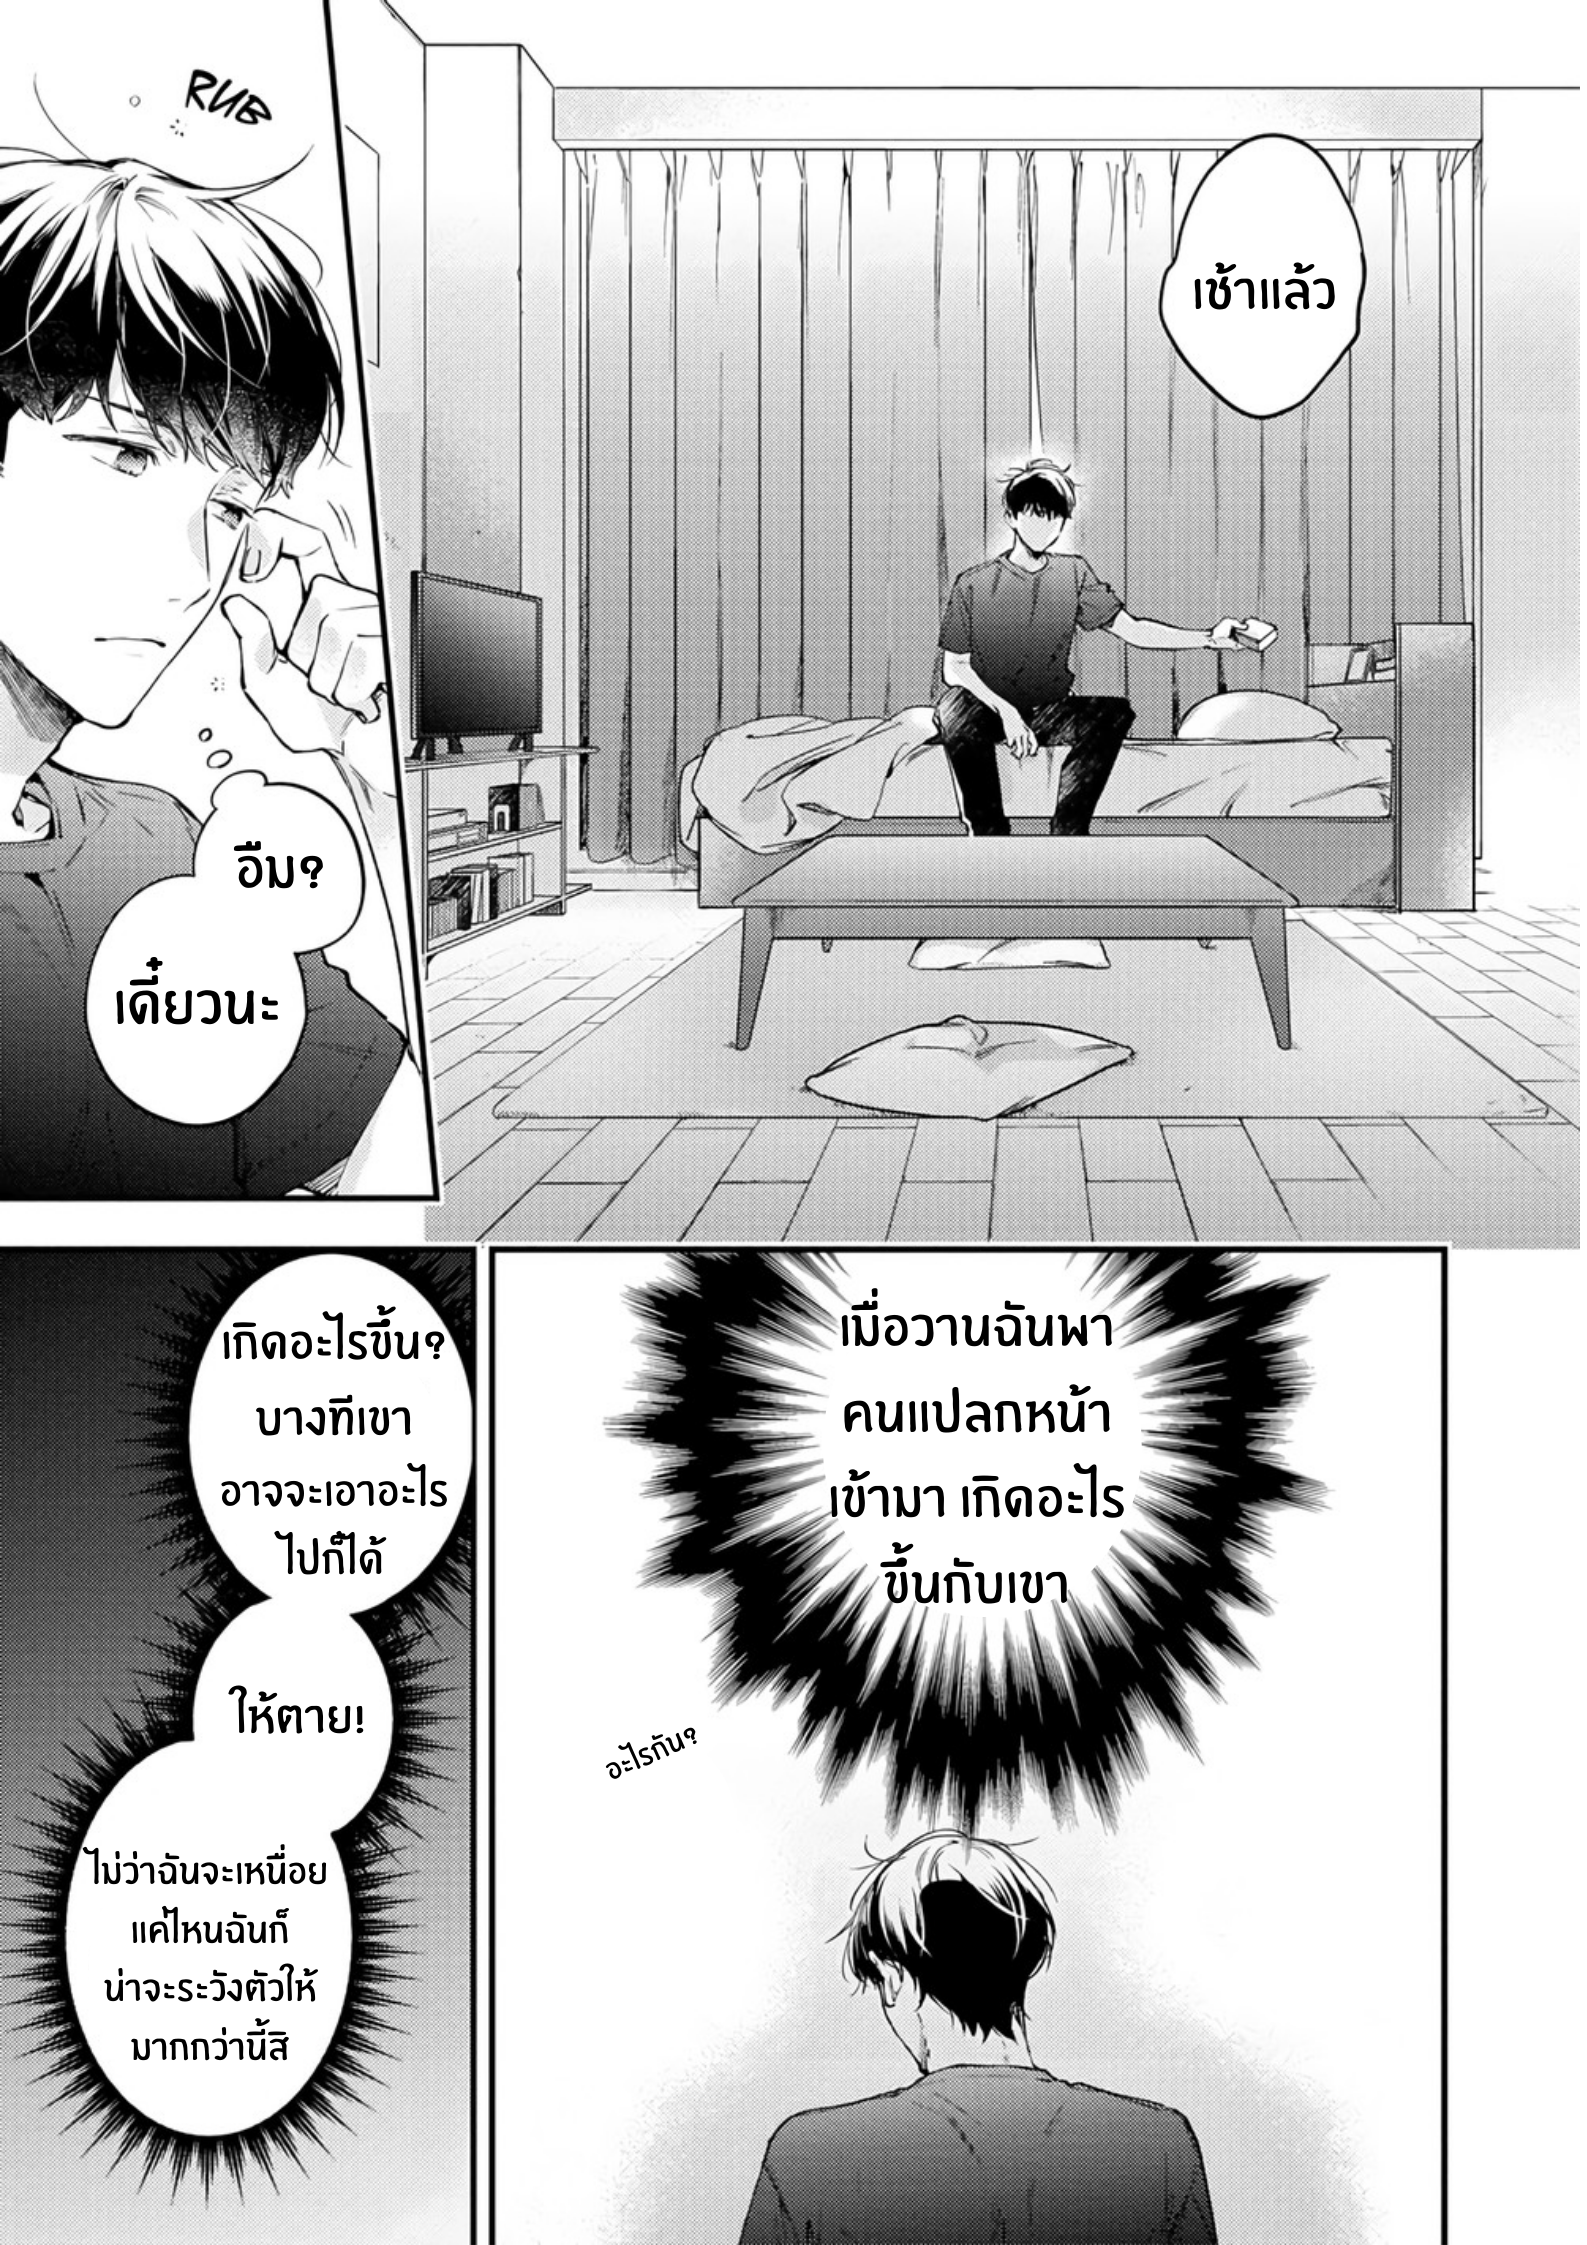 เช้าแล้ว
RUB
อืม?
เดี๋ยวนะ
เมื่อวานฉันพา
คนแปลกหน้า
เข้ามา เกิดอะไร
ขึ้นกับเขา
อะไรกัน?
เกิดอะไรขึ้น?
บางทีเขา
อาจจะเอาอะไร
ไปก็ได้
ให้ตาย!
ไม่ว่าฉันจะเหนื่อย
แค่ไหนฉันก็
น่าจะระวังตัวให้
มากกว่านี้สิ